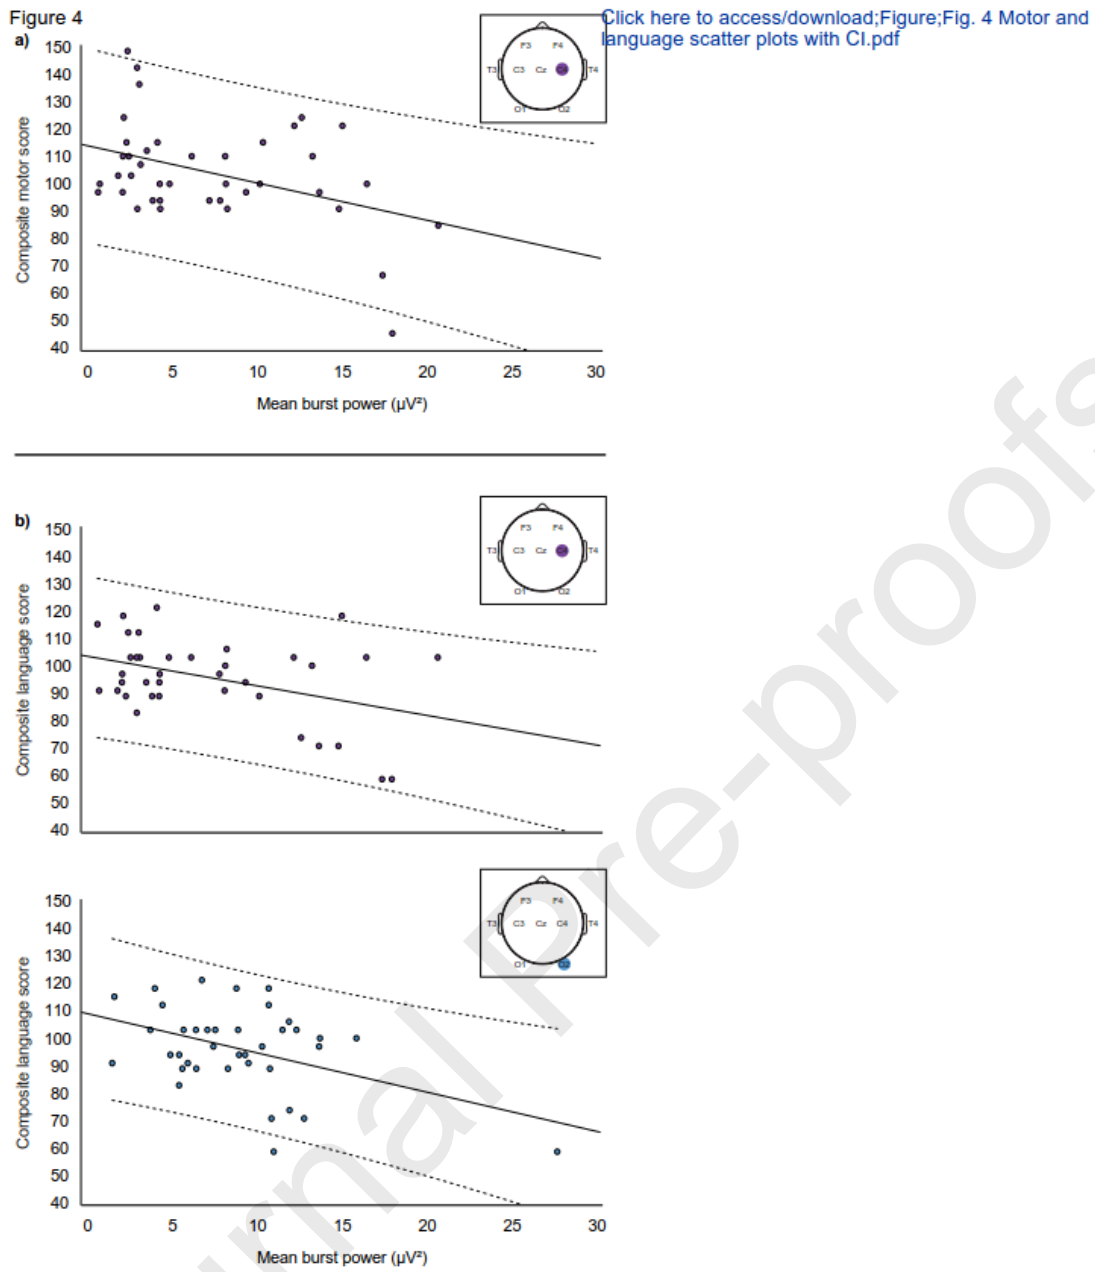 Figure 4
Click here to access/download;Figure;Fig. 4 Motor and
language scatter plots with CI.pdf
a)
150
140
130
120
110
100
90
80
70
60
50
40
Composite motor score
F3 F4
T3 C3 Cz C4 T4
O1 O2
0 5 10 15 20 25 30
Mean burst power (µV²)
b)
150
140
130
120
110
100
90
80
70
60
50
40
Composite language score
F3 F4
T3 C3 Cz C4 T4
O1 O2
150
140
130
120
110
100
90
80
70
60
50
40
Composite language score
F3 F4
T3 C3 Cz C4 T4
O1 O2
0 5 10 15 20 25 30
Mean burst power (µV²)
rnal Pre-proofs